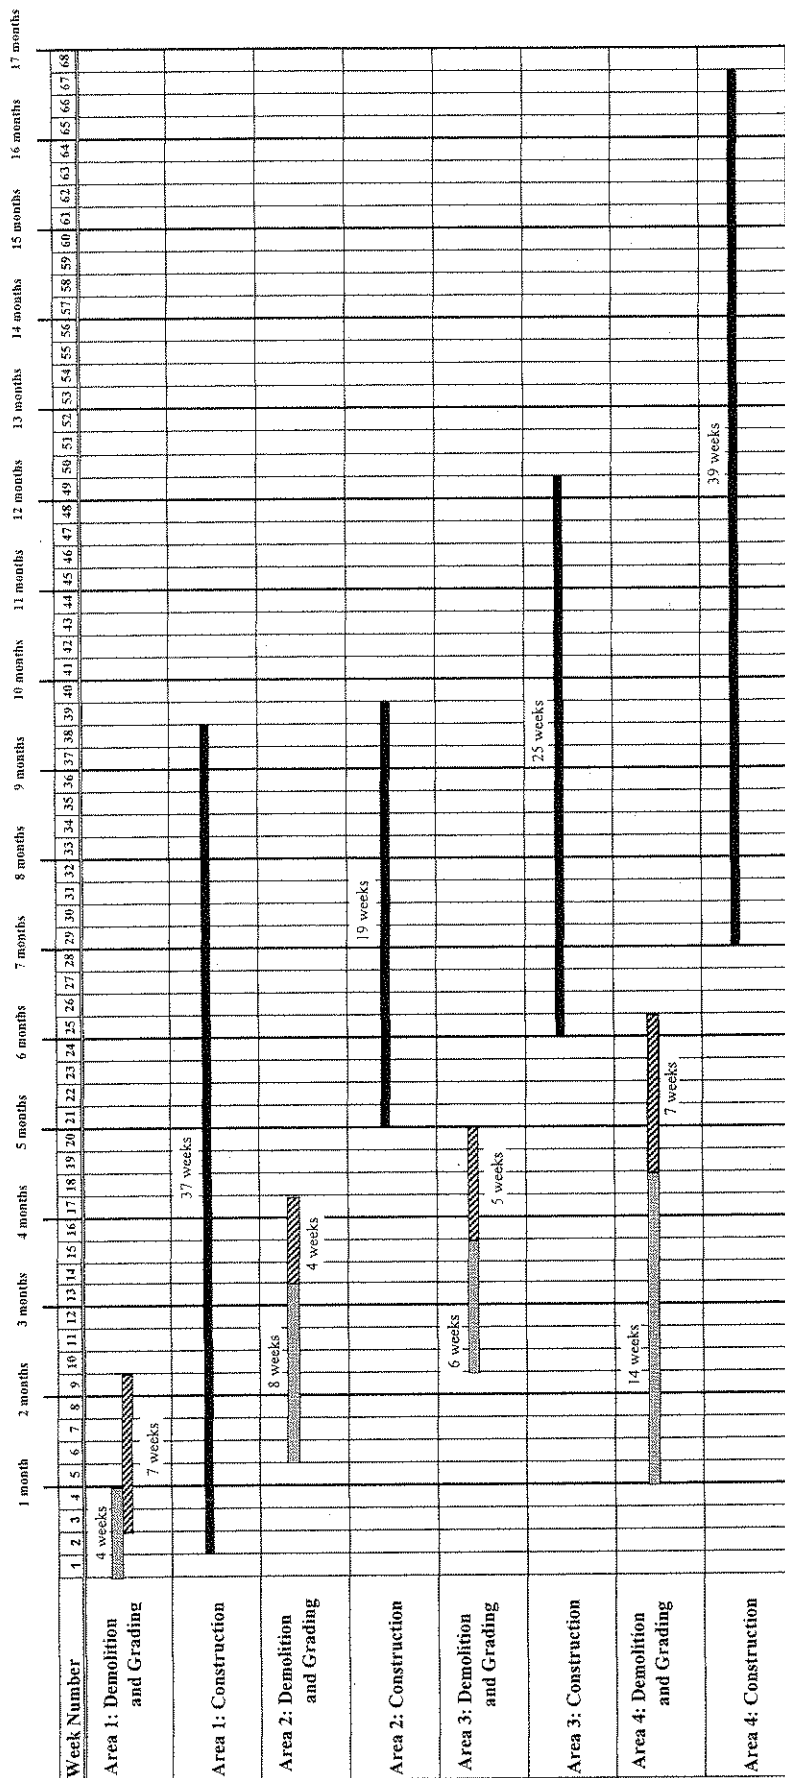 1 month 2 months 3 months 4 months 5 months 6 months 7 months 8 months 9 months 10 months 11 months 12 months 13 months 14 months 15 months 16 months 17 months
Week Number 1 2 3 4 5 6 7 8 9 10 11 12 13 14 15 16 17 18 19 20 21 22 23 24 25 26 27 28 29 30 31 32 33 34 35 36 37 38 39 40 41 42 43 44 45 46 47 48 49 50 51 52 53 54 55 56 57 58 59 60 61 62 63 64 65 66 67 68
Area 1: Demolition
and Grading
4 weeks
7 weeks
Area 1: Construction
37 weeks
Area 2: Demolition
and Grading
8 weeks
4 weeks
Area 2: Construction
19 weeks
Area 3: Demolition
and Grading
6 weeks
5 weeks
Area 3: Construction
25 weeks
Area 4: Demolition
and Grading
14 weeks
7 weeks
Area 4: Construction
39 weeks